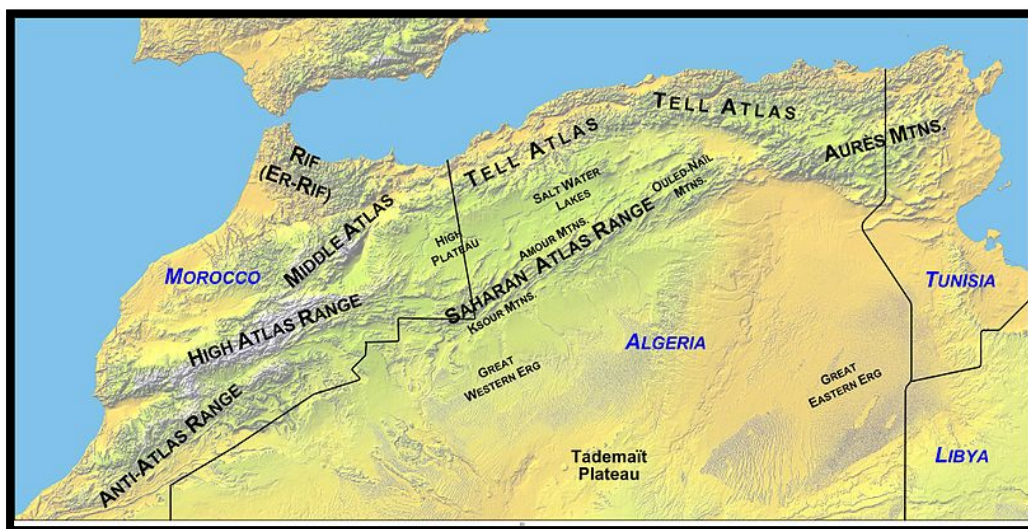 TELL ATLAS
AURÈS MTNS.
RIF
(ER-RIF)
TELL ATLAS
SALT WATER
LAKES
OULED-NAIL
MTNS.
MIDDLE ATLAS
HIGH
PLATEAU
AMOUR MTNS.
MOROCCO
SAHARAN ATLAS RANGE
KSOUR MTNS.
TUNISIA
HIGH ATLAS RANGE
ALGERIA
GREAT
WESTERN ERG
GREAT
EASTERN ERG
ANTI-ATLAS RANGE
Tademaït
Plateau
LIBYA